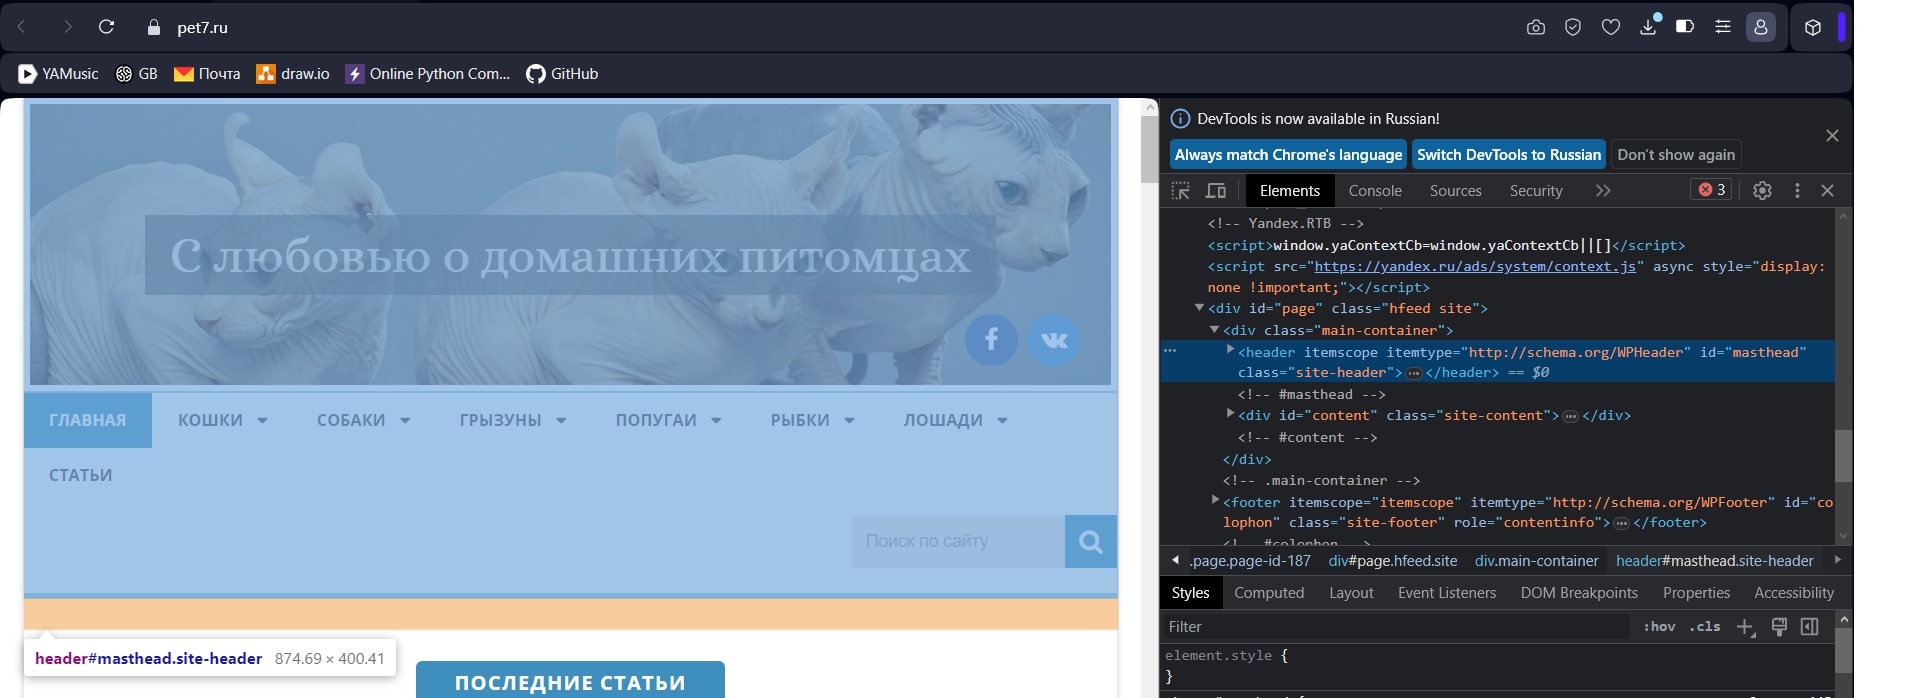 pet7.ru
YAMusic GB Почта draw.io Online Python Com... GitHub
С любовью о домашних питомцах
ГЛАВНАЯ КОШКИ СОБАКИ ГРЫЗУНЫ ПОПУГАИ РЫБКИ ЛОШАДИ
СТАТЬИ
Поиск по сайту
header#masthead.site-header 874.69 × 400.41
ПОСЛЕДНИЕ СТАТЬИ
DevTools is now available in Russian!
Always match Chrome's language Switch DevTools to Russian Don't show again
Elements Console Sources Security 3
<!-- Yandex.RTB -->
<script>window.yaContextCb=window.yaContextCb||[]</script>
<script src="https://yandex.ru/ads/system/context.js" async style="display:
none !important;"></script>
<div id="page" class="hfeed site">
<div class="main-container">
<header itemscope itemtype="http://schema.org/WPHeader" id="masthead"
class="site-header">…</header> == $0
<!-- #masthead -->
<div id="content" class="site-content">…</div>
<!-- #content -->
</div>
<!-- .main-container -->
<footer itemscope="itemscope" itemtype="http://schema.org/WPFooter" id="co
lophon" class="site-footer" role="contentinfo">…</footer>
<!-- #colophon -->
.page.page-id-187 div#page.hfeed.site div.main-container header#masthead.site-header
Styles Computed Layout Event Listeners DOM Breakpoints Properties Accessibility
Filter :hov .cls
element.style {
}